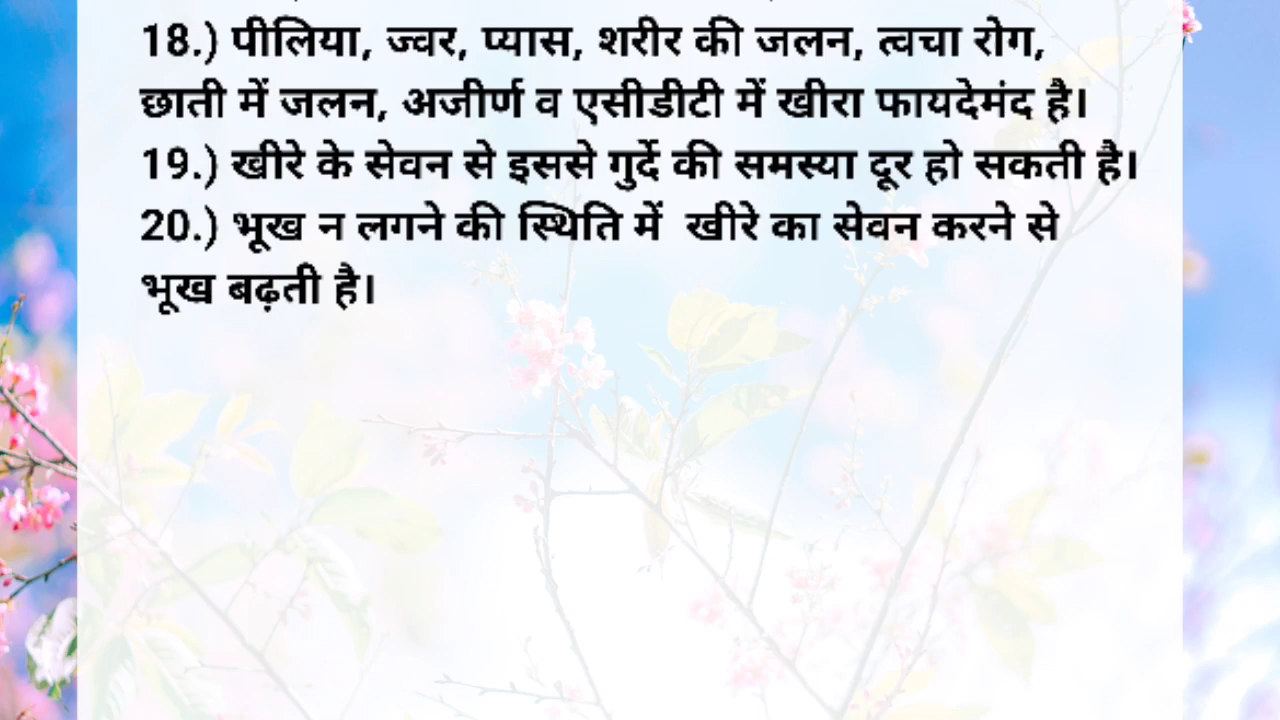 18.) पीलिया, ज्वर, प्यास, शरीर की जलन, त्वचा रोग,
छाती में जलन, अजीर्ण व एसीडीटी में खीरा फायदेमंद है।
19.) खीरे के सेवन से इससे गुर्दे की समस्या दूर हो सकती है।
20.) भूख न लगने की स्थिति में  खीरे का सेवन करने से
भूख बढ़ती है।